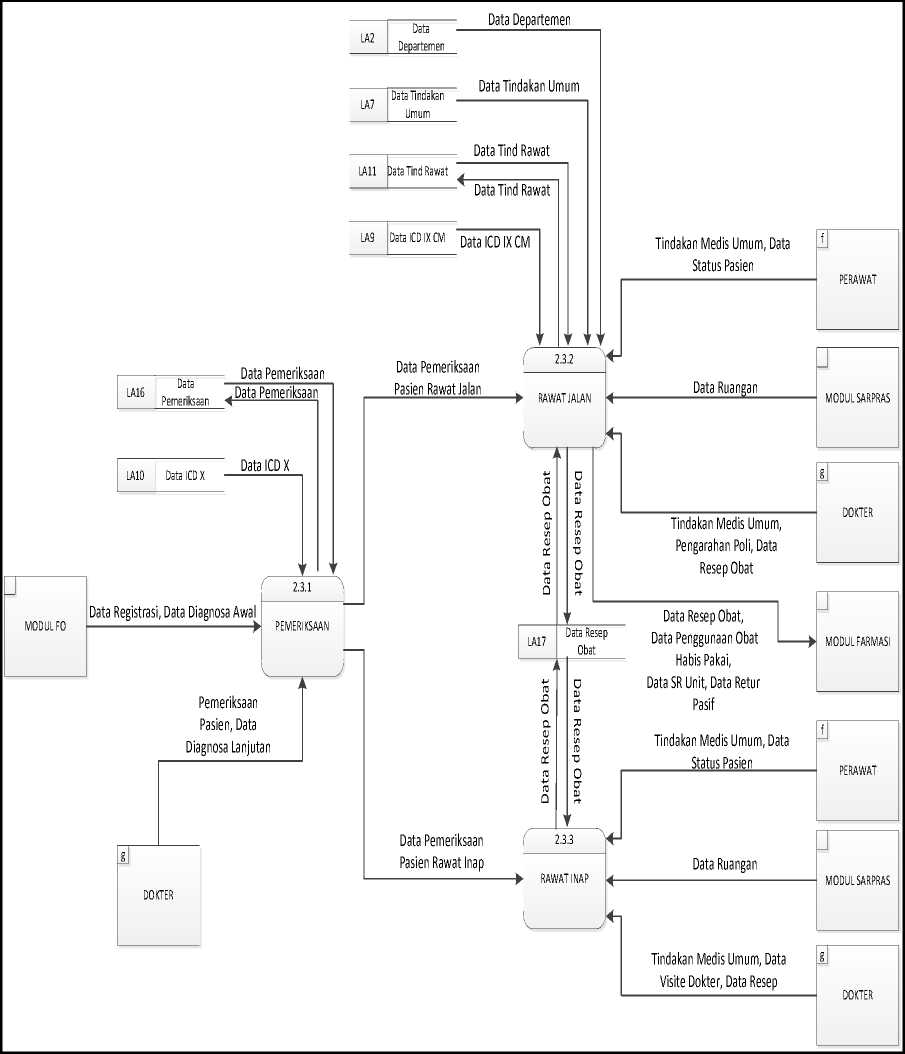 Data Departemen
LA2
Data
Departemen
Data Tindakan Umum
LA7
Data Tindakan
Umum
Data Tind Rawat
LA11
Data Tind Rawat
Data Tind Rawat
LA9
Data ICD IX CM
Data ICD IX CM
Tindakan Medis Umum, Data
Status Pasien
f
PERAWAT
2.3.2
RAWAT JALAN
Data Ruangan
MODUL SARPRAS
Data Pemeriksaan
Pasien Rawat Jalan
LA16
Data
Pemeriksaan
Data Pemeriksaan
Data Pemeriksaan
LA10
Data ICD X
Data ICD X
g
DOKTER
Tindakan Medis Umum,
Pengarahan Poli, Data
Resep Obat
Data Resep Obat
Data Resep Obat
MODUL FO
Data Registrasi, Data Diagnosa Awal
2.3.1
PEMERIKSAAN
LA17
Data Resep
Obat
Data Resep Obat,
Data Penggunaan Obat
Habis Pakai,
Data SR Unit, Data Retur
Pasif
MODUL FARMASI
Pemeriksaan
Pasien, Data
Diagnosa Lanjutan
g
DOKTER
Data Resep Obat
Data Resep Obat
Tindakan Medis Umum, Data
Status Pasien
f
PERAWAT
Data Pemeriksaan
Pasien Rawat Inap
2.3.3
RAWAT INAP
Data Ruangan
MODUL SARPRAS
Tindakan Medis Umum, Data
Visite Dokter, Data Resep
g
DOKTER